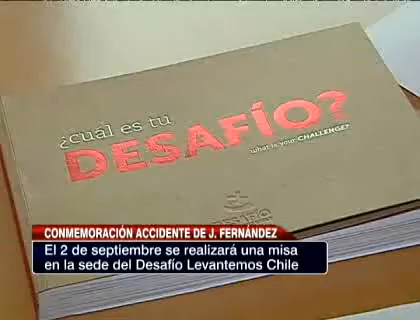 ¿cuál es tu
DESAFÍO?
what is your CHALLENGE?
DESAFÍO
CONMEMORACIÓN ACCIDENTE DE J. FERNÁNDEZ
El 2 de septiembre se realizará una misa
en la sede del Desafío Levantemos Chile